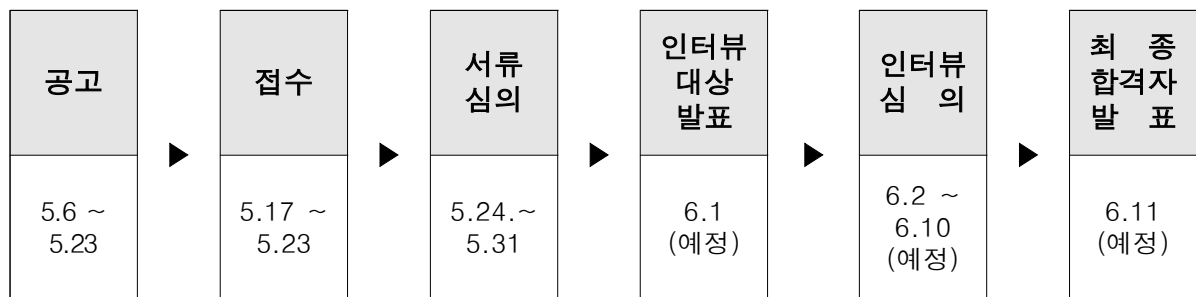 공고
▶
접수
▶
서류
심의
▶
인터뷰
대상
발표
▶
인터뷰
심 의
▶
최 종
합격자
발 표
5.6 ~
5.23
5.17 ~
5.23
5.24.~
5.31
6.1
(예정)
6.2 ~
6.10
(예정)
6.11
(예정)